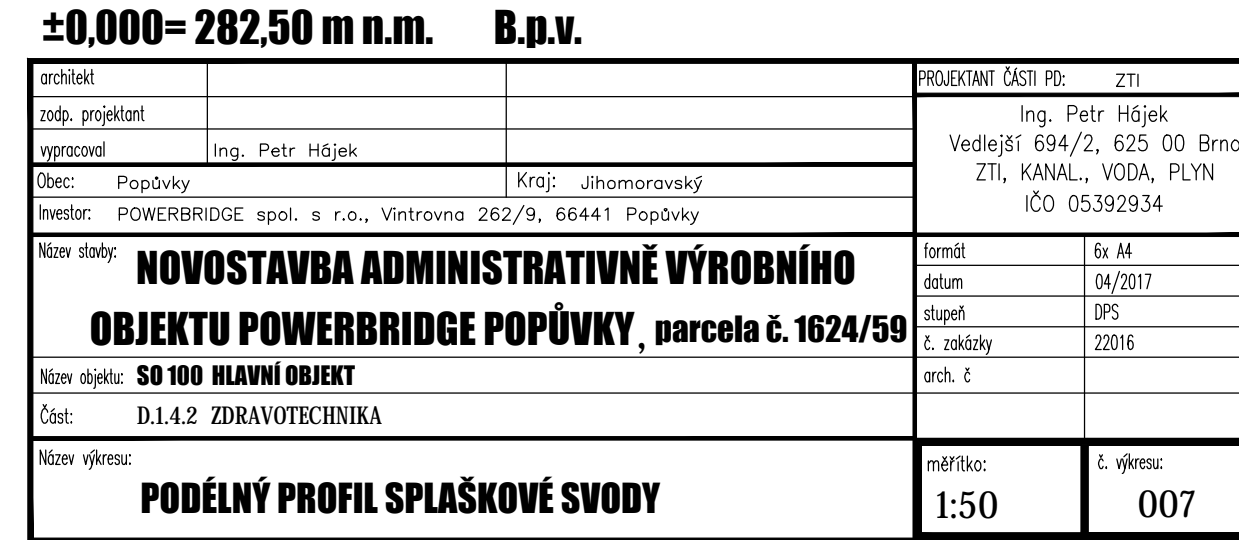 ±0,000= 282,50 m n.m. B.p.v.
architekt
zodp. projektant
vypracoval Ing. Petr Hájek
Obec: Popůvky Kraj: Jihomoravský
Investor: POWERBRIDGE spol. s r.o., Vintrovna 262/9, 66441 Popůvky
PROJEKTANT ČÁSTI PD: ZTI
Ing. Petr Hájek
Vedlejší 694/2, 625 00 Brno
ZTI, KANAL., VODA, PLYN
IČO 05392934
Název stavby: NOVOSTAVBA ADMINISTRATIVNĚ VÝROBNÍHO
OBJEKTU POWERBRIDGE POPŮVKY, parcela č. 1624/59
Název objektu: SO 100 HLAVNÍ OBJEKT
Část: D.1.4.2 ZDRAVOTECHNIKA
formát 6x A4
datum 04/2017
stupeň DPS
č. zakázky 22016
arch. č
Název výkresu:
PODÉLNÝ PROFIL SPLAŠKOVÉ SVODY
měřítko:
1:50
č. výkresu:
007